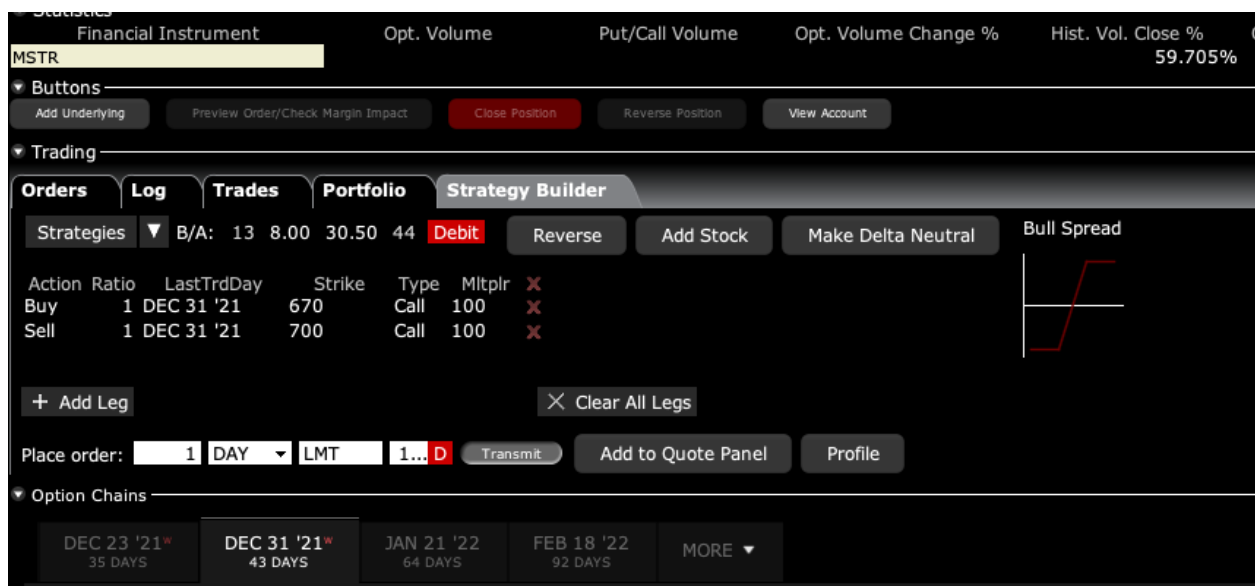 Statistics
Financial Instrument Opt. Volume Put/Call Volume Opt. Volume Change % Hist. Vol. Close %
MSTR 59.705%
Buttons
Add Underlying Preview Order/Check Margin Impact Close Position Reverse Position View Account
Trading
Orders Log Trades Portfolio Strategy Builder
Strategies ▼ B/A: 13 8.00 30.50 44 Debit Reverse Add Stock Make Delta Neutral Bull Spread
Action Ratio LastTrdDay Strike Type Mltplr X
Buy 1 DEC 31 '21 670 Call 100 X
Sell 1 DEC 31 '21 700 Call 100 X
+ Add Leg X Clear All Legs
Place order: 1 DAY LMT 1... D Transmit Add to Quote Panel Profile
Option Chains
DEC 23 '21w DEC 31 '21w JAN 21 '22 FEB 18 '22 MORE ▼
35 DAYS 43 DAYS 64 DAYS 92 DAYS